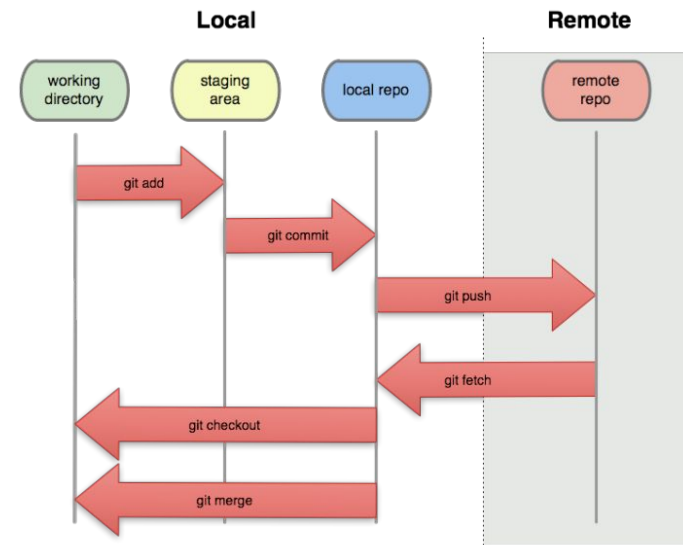 Local
Remote
working
directory
staging
area
local repo
remote
repo
git add
git commit
git push
git fetch
git checkout
git merge